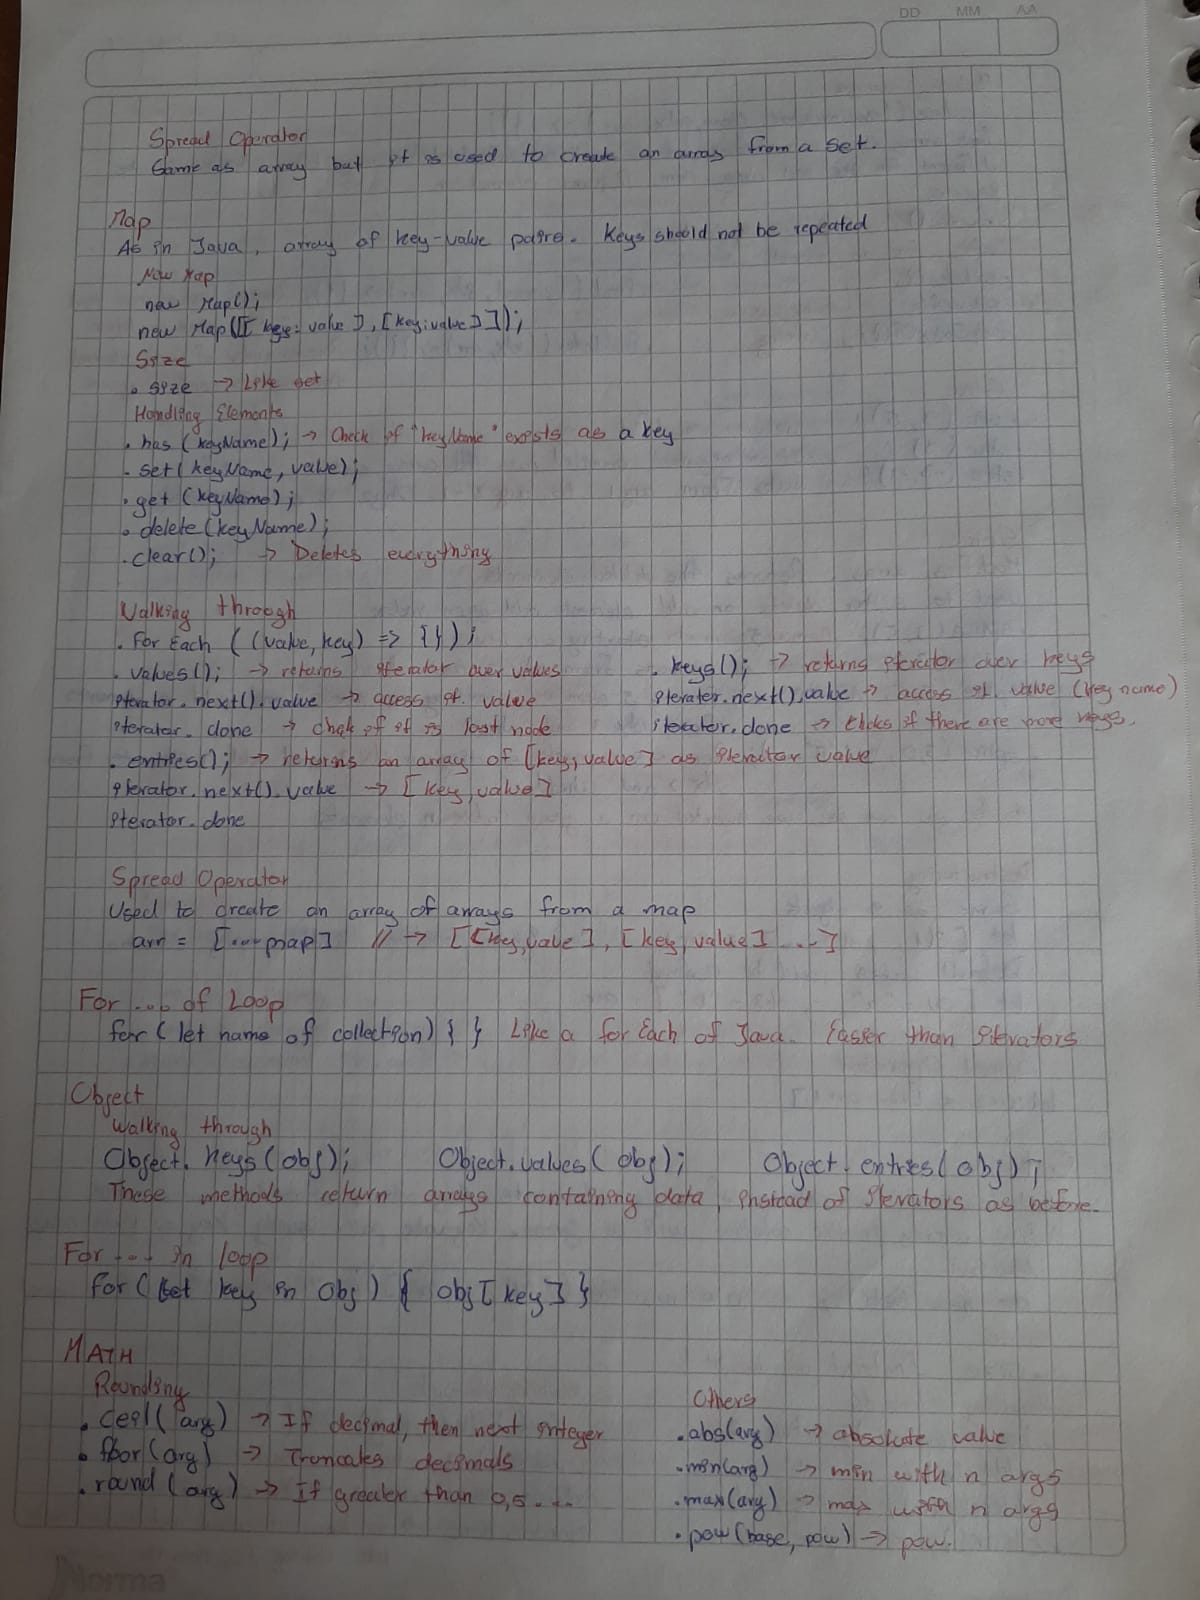 DD MM AA
Spread Operator
Same as array but it is used to create an array from a set.
Map
As in Java, array of key-value pairs. Keys should not be repeated
New Map
new Map();
new Map([[key:value],[key:value]]);
Size
.size → Like set
Handling Elements
.has(keyName); → Check if "keyName" exists as a key
.set(keyName, value);
.get(keyName);
.delete(keyName);
.clear(); → Deletes everything
Walking through
.forEach((value, key) => {});
.values(); → returns iterator over values .keys(); → returns iterator over keys
iterator.next().value → access it. value iterator.next().value → access it. value (key name)
iterator.done → chek if it is last node iterator.done → if there are more keys.
.entries(); → returns an array of [key, value] as iterator value
iterator.next().value → [key, value]
iterator.done
Spread Operator
Used to create an array of arrays from a map
arr = [...map] // → [[key, value], [key, value] ...]
For ... of Loop
for (let name of collection) { } Like a for Each of Java. Easier than iterators
Object
Walking through
Object.keys(obj); Object.values(obj); Object.entries(obj);
These methods return arrays containing data, instead of iterators as before.
For ... in loop
for (let key in obj) { obj[key] }
MATH
Rounding Others
.ceil(arg) → If decimal, then next integer .abs(arg) → absolute value
.floor(arg) → Truncates decimals .min(arg) → min with n args
.round(arg) → If greater than 0,5... .max(arg) → max with n args
.pow(base, pow) → pow.
Norma